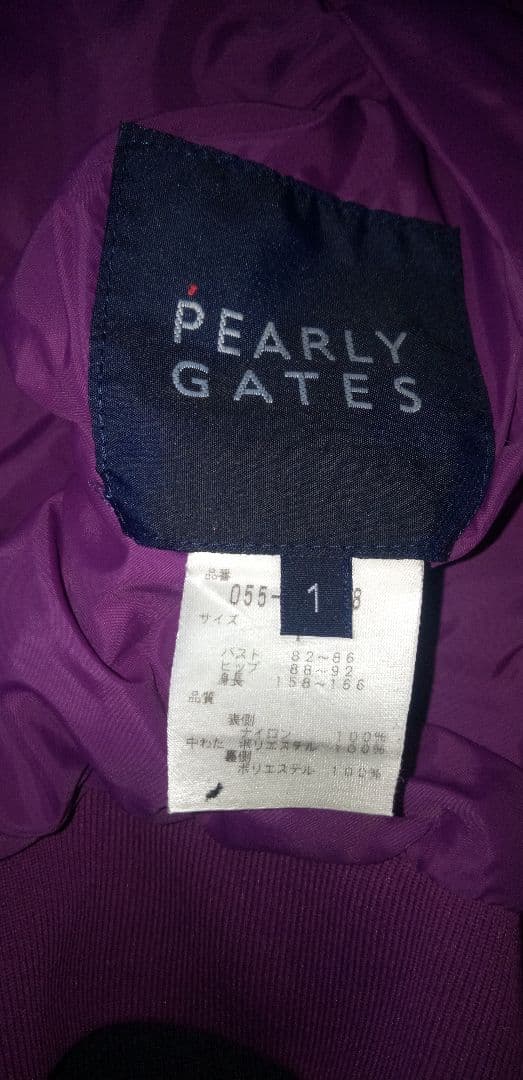 PEARLY
GATES
品番
055- 8
1
サイズ
バスト 82~86
ヒップ 88~92
身長 158~166
品質
表側
ナイロン 100%
中わた ポリエステル 100%
裏側
ポリエステル 100%